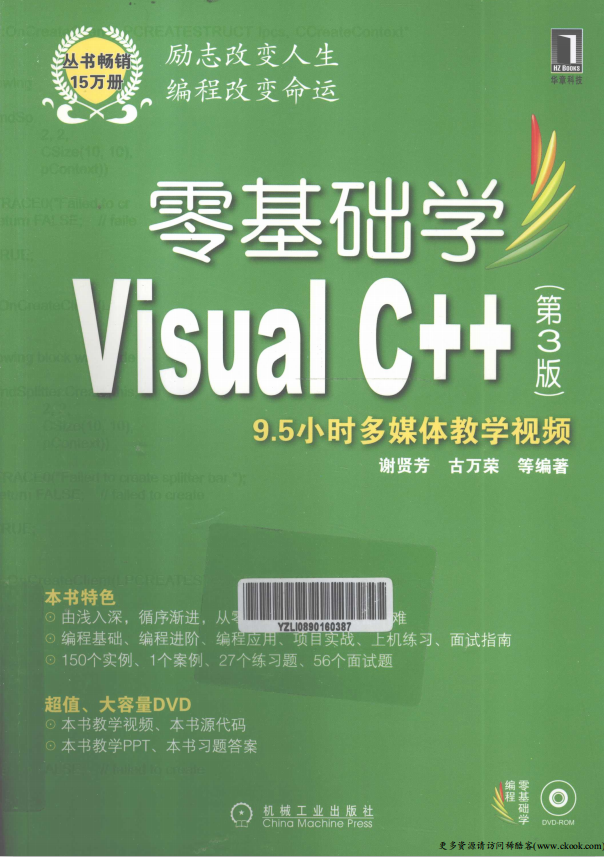 丛书畅销
15万册
励志改变人生
编程改变命运
HZ BOOKS
华章科技
零基础学
Visual C++
（第3版）
9.5小时多媒体教学视频
谢贤芳 古万荣 等编著
本书特色
由浅入深，循序渐进，从零
难
YZLI0890160387
编程基础、编程进阶、编程应用、项目实战、上机练习、面试指南
150个实例、1个案例、27个练习题、56个面试题
超值、大容量DVD
本书教学视频、本书源代码
本书教学PPT、本书习题答案
零基础学
编程
DVD-ROM
机械工业出版社
China Machine Press
更多资源请访问稀酷客(www.ckook.com)